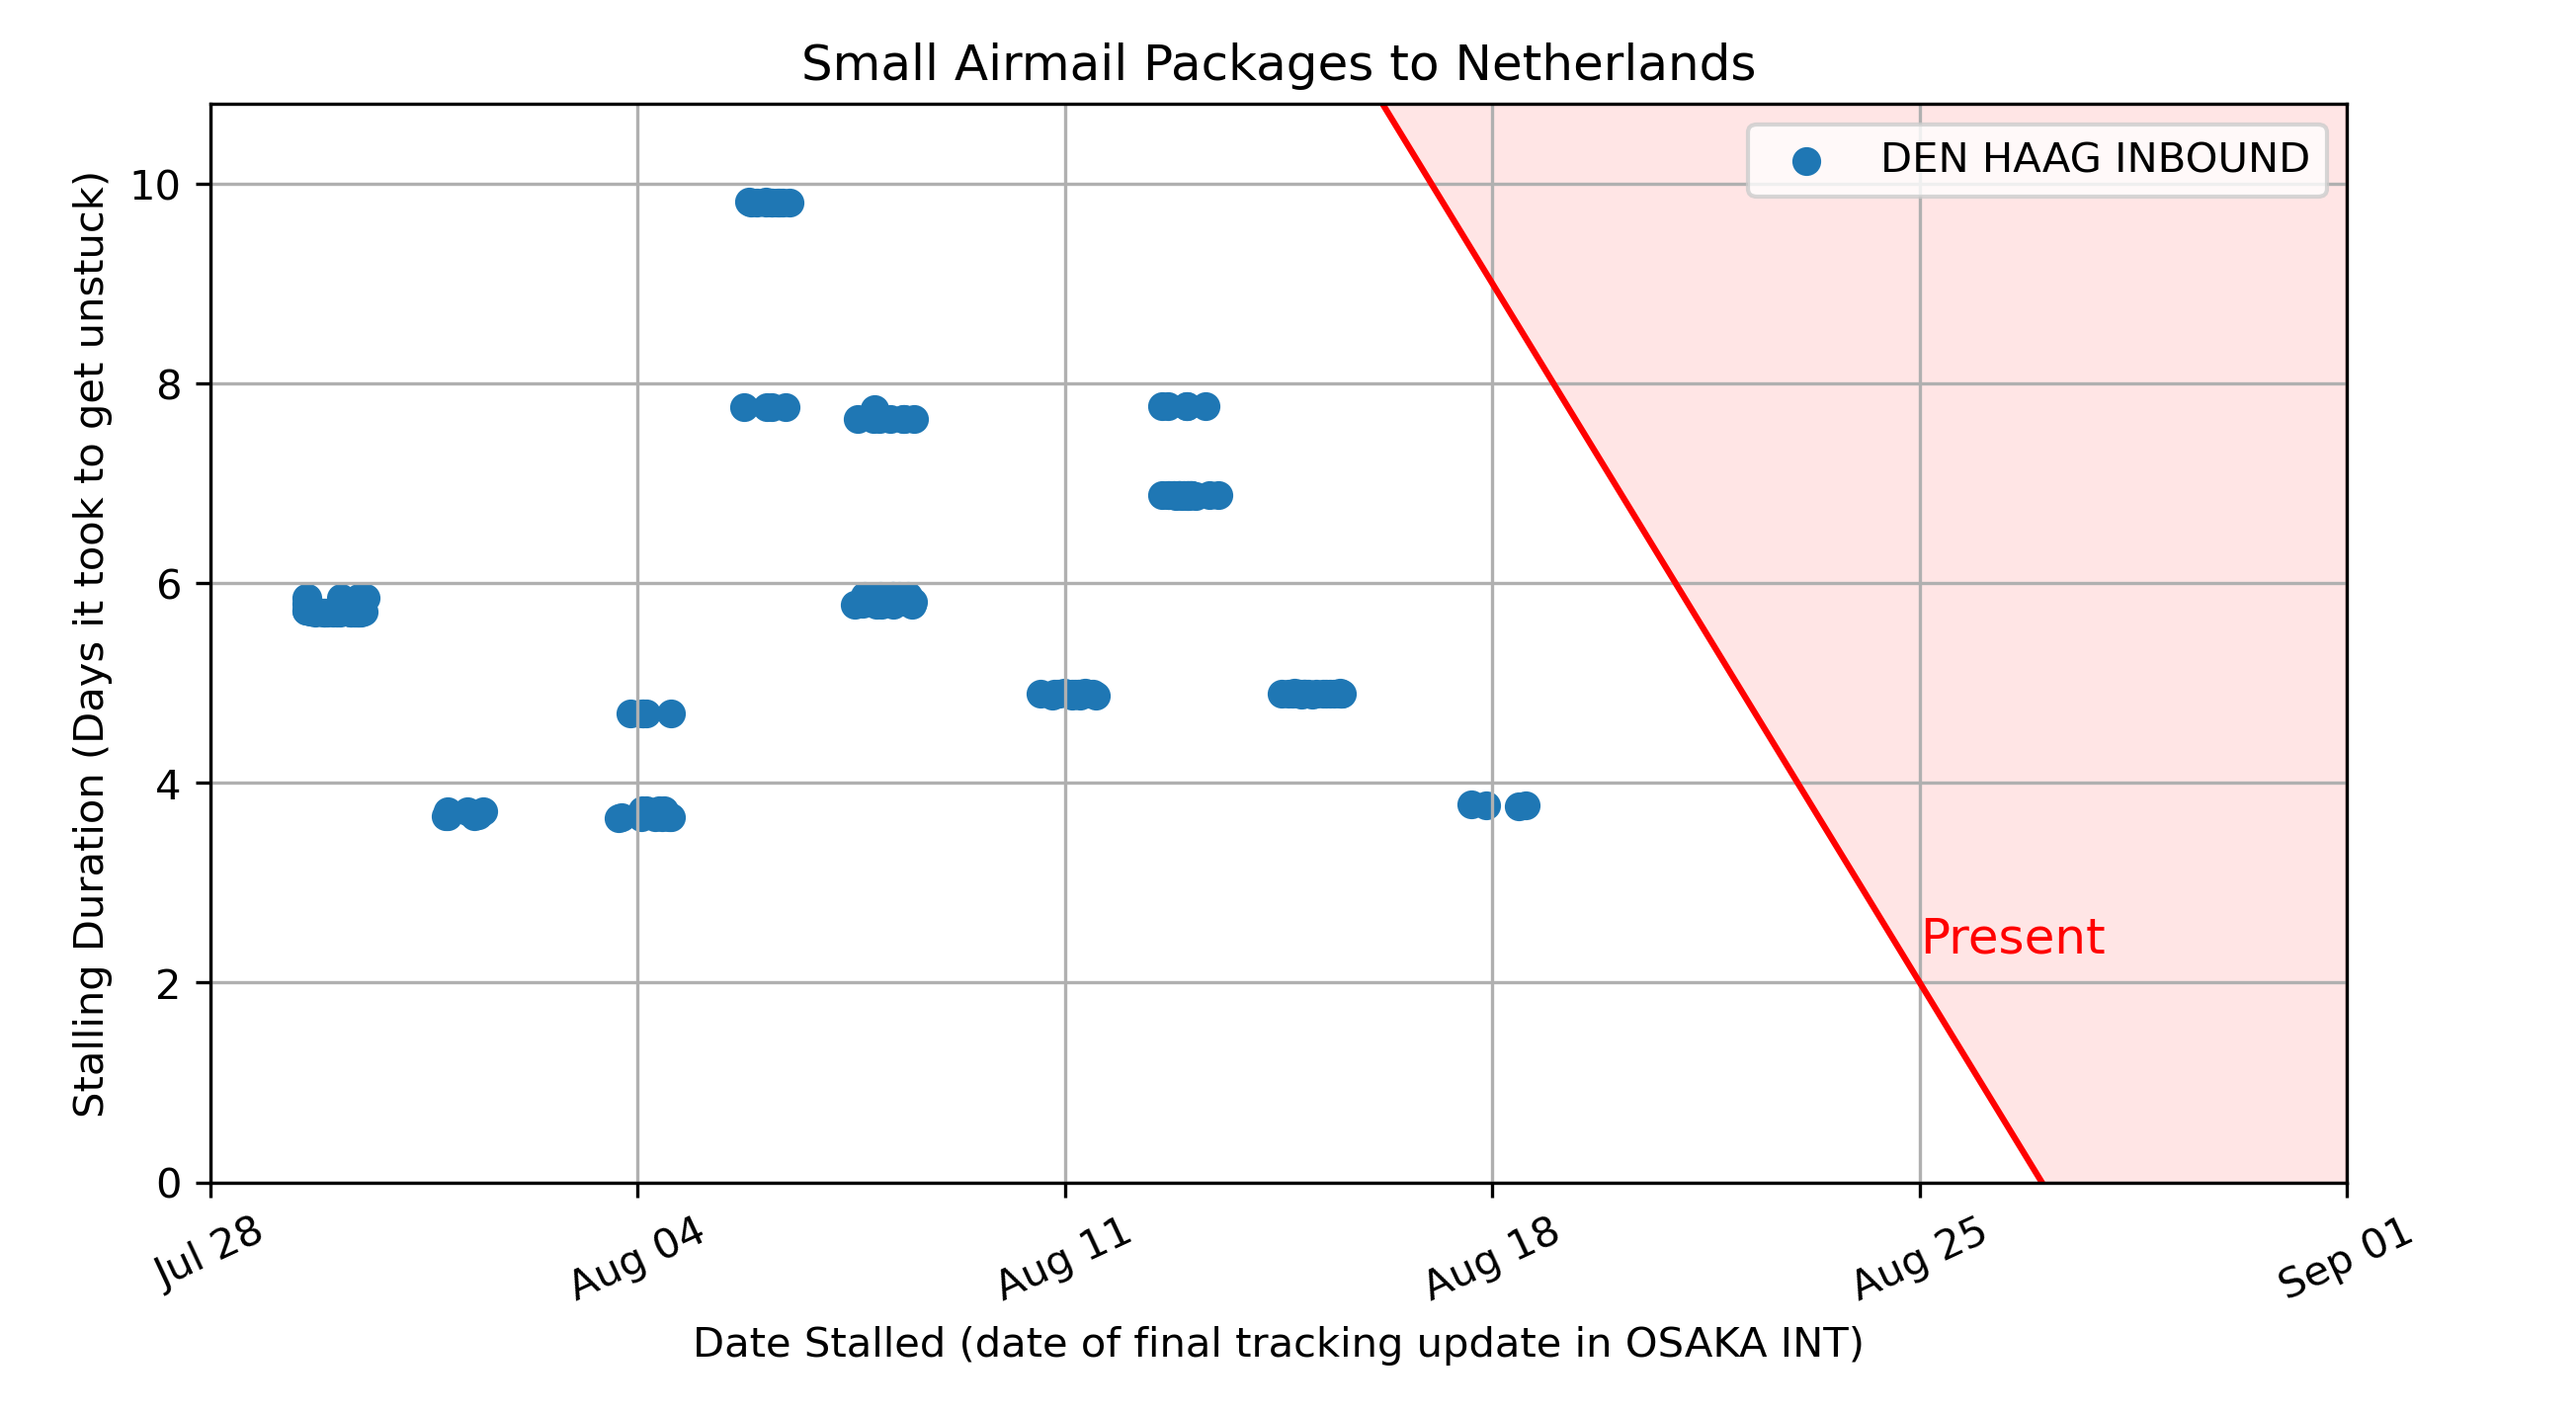 Small Airmail Packages to Netherlands
DEN HAAG INBOUND
Stalling Duration (Days it took to get unstuck)
10
8
6
4
2
0
Present
Jul 28
Aug 04
Aug 11
Aug 18
Aug 25
Sep 01
Date Stalled (date of final tracking update in OSAKA INT)